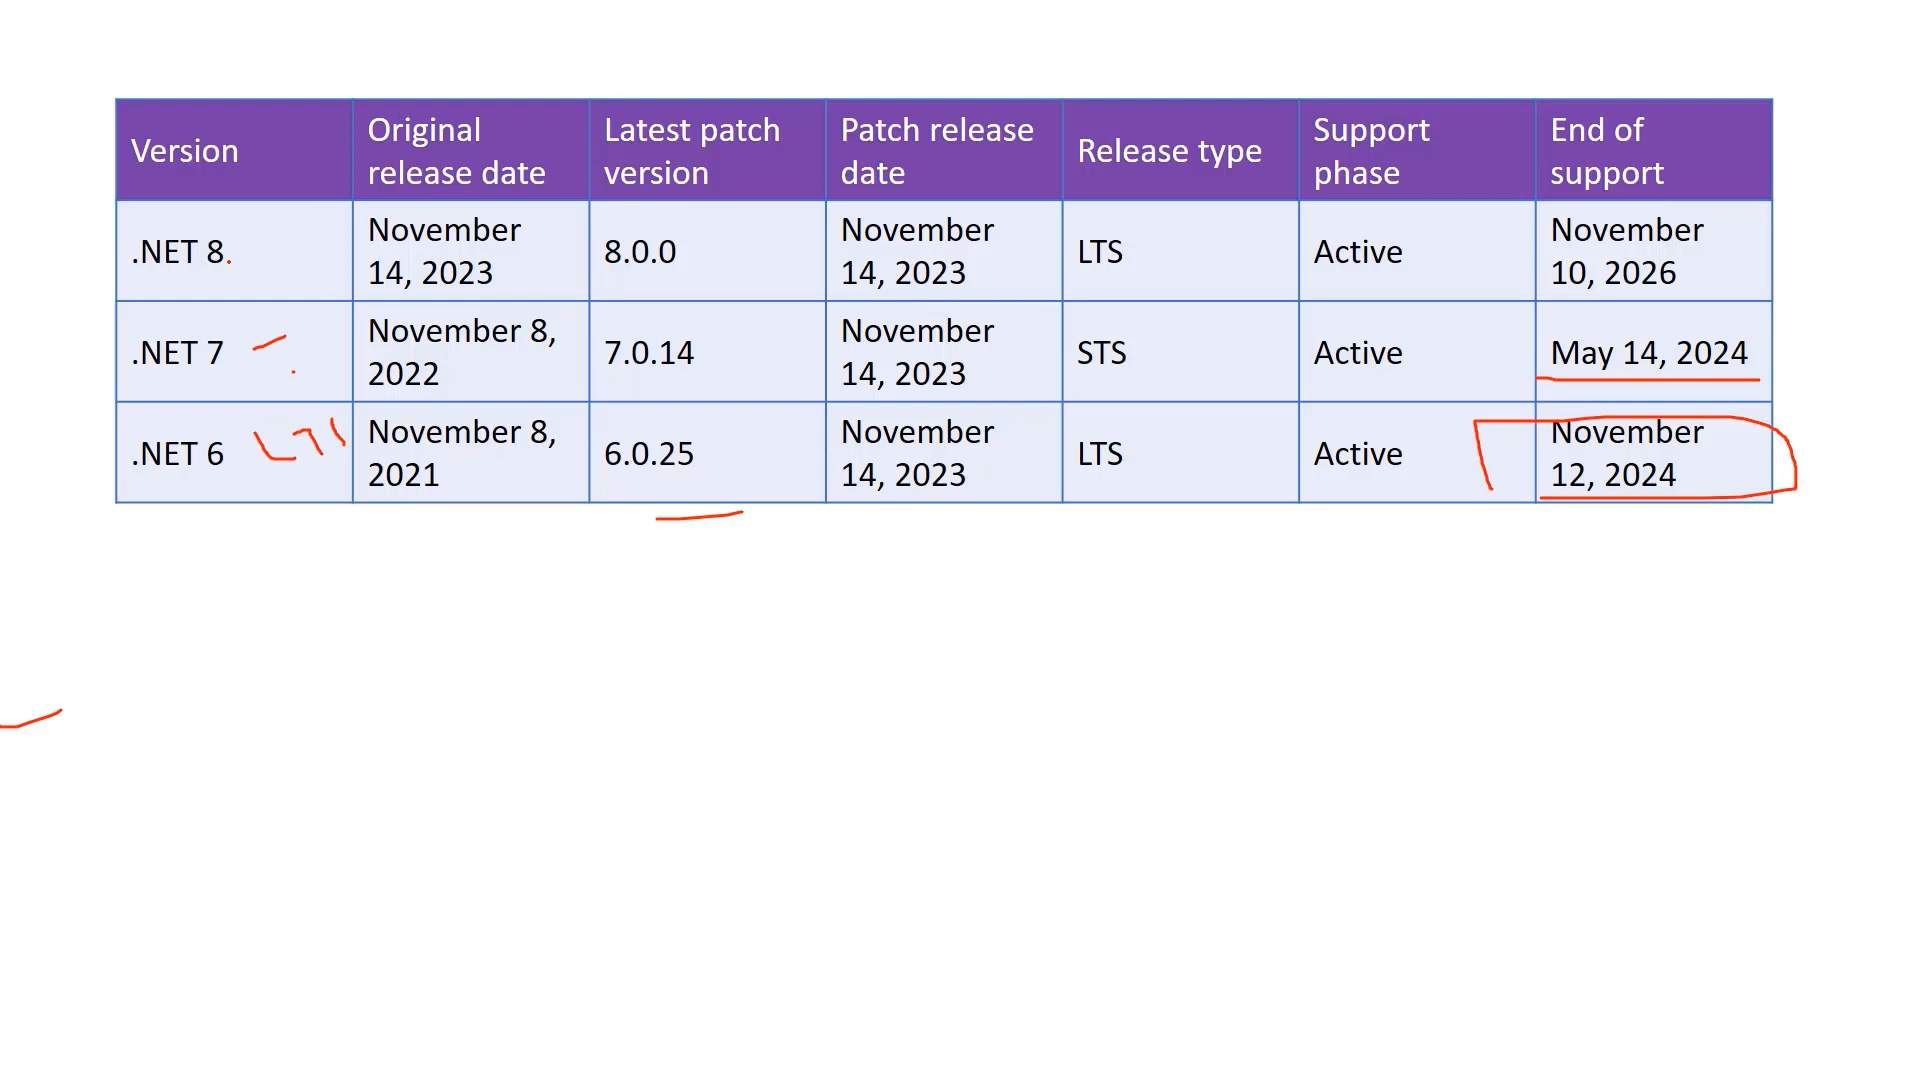 Version
Original
release date
Latest patch
version
Patch release
date
Release type
Support
phase
End of
support
.NET 8
November
14, 2023
8.0.0
November
14, 2023
LTS
Active
November
10, 2026
.NET 7
November 8,
2022
7.0.14
November
14, 2023
STS
Active
May 14, 2024
.NET 6
November 8,
2021
6.0.25
November
14, 2023
LTS
Active
November
12, 2024